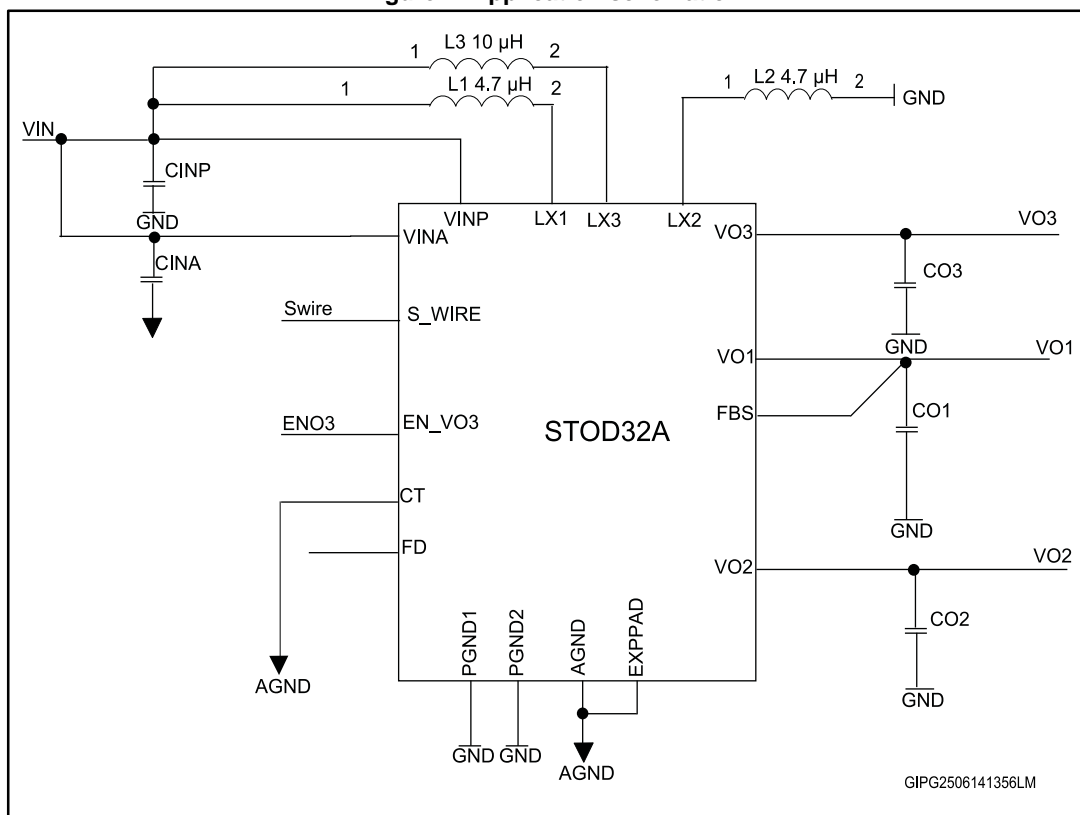 L3 10 µH
1 2
L1 4.7 µH
1 2
L2 4.7 µH
1 2
GND
VIN
CINP
GND
CINA
VINP LX1 LX3 LX2
VINA
S_WIRE
Swire
EN_VO3
ENO3
CT
FD
AGND
STOD32A
VO3
VO3
CO3
GND
VO1
VO1
FBS
CO1
GND
VO2
VO2
CO2
GND
PGND1
PGND2
AGND
EXPPAD
GND GND
AGND
GIPG2506141356LM